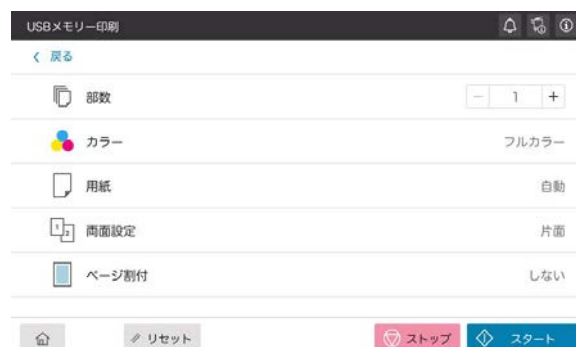 USBメモリー印刷
戻る
部数 － 1 ＋
カラー フルカラー
用紙 自動
両面設定 片面
ページ割付 しない
リセット ストップ スタート